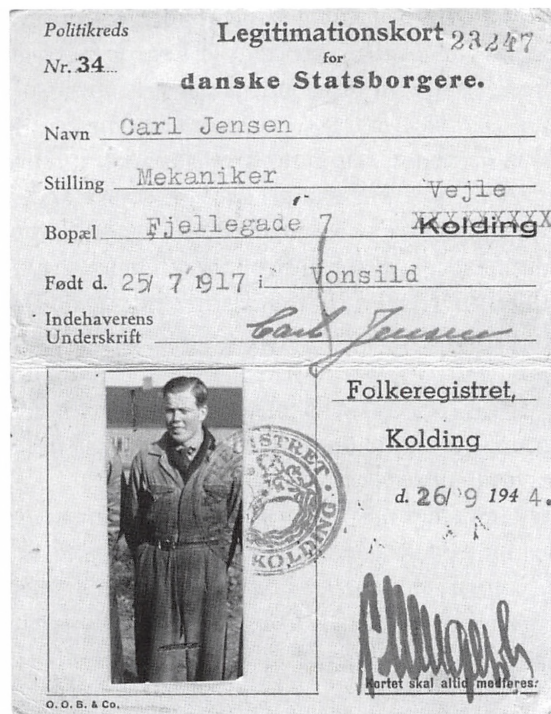 Politikreds
Legitimationskort 23247
Nr. 34
for
danske Statsborgere.
Navn Carl Jensen
Stilling Mekaniker
Vejle
Bopæl Fjellegade 7 Kolding
Født d. 25/7 1917 i Vonsild
Indehaverens
Underskrift Carl Jensen
Folkeregistret,
Kolding
d. 26/9 1944.
KOLDING
Kortet skal altid medføres.
O. O. B. & Co.